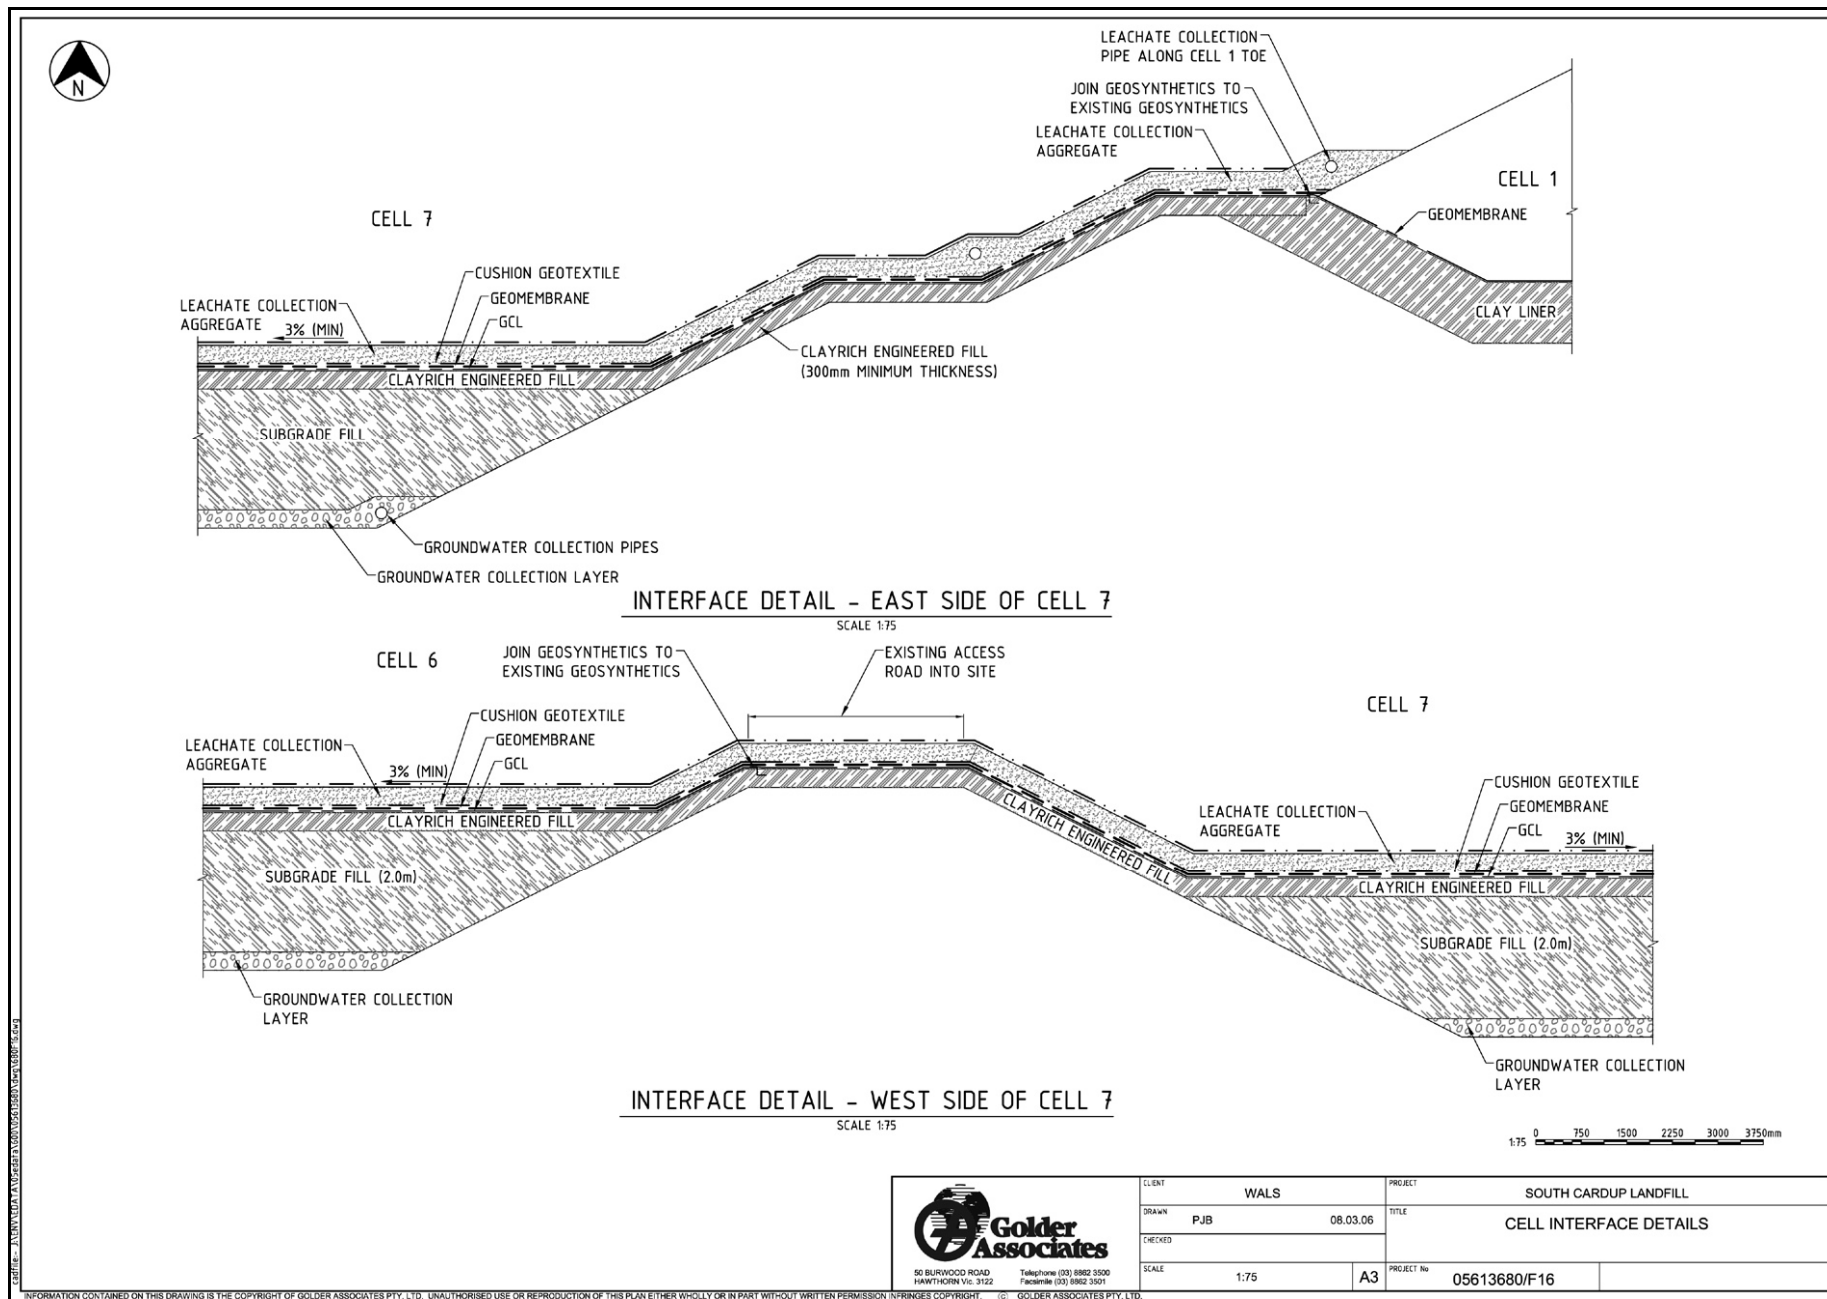 N
LEACHATE COLLECTION
PIPE ALONG CELL 1 TOE
JOIN GEOSYNTHETICS TO
EXISTING GEOSYNTHETICS
LEACHATE COLLECTION
AGGREGATE
CELL 1
GEOMEMBRANE
CLAY LINER
CELL 7
CUSHION GEOTEXTILE
GEOMEMBRANE
GCL
LEACHATE COLLECTION
AGGREGATE
3% (MIN)
CLAYRICH ENGINEERED FILL
(300mm MINIMUM THICKNESS)
CLAYRICH ENGINEERED FILL
SUBGRADE FILL
GROUNDWATER COLLECTION PIPES
GROUNDWATER COLLECTION LAYER
INTERFACE DETAIL - EAST SIDE OF CELL 7
SCALE 1:75
CELL 6
JOIN GEOSYNTHETICS TO
EXISTING GEOSYNTHETICS
EXISTING ACCESS
ROAD INTO SITE
CELL 7
CUSHION GEOTEXTILE
GEOMEMBRANE
GCL
LEACHATE COLLECTION
AGGREGATE
3% (MIN)
CLAYRICH ENGINEERED FILL
SUBGRADE FILL (2.0m)
GROUNDWATER COLLECTION
LAYER
CLAYRICH ENGINEERED FILL
LEACHATE COLLECTION
AGGREGATE
CUSHION GEOTEXTILE
GEOMEMBRANE
GCL
3% (MIN)
CLAYRICH ENGINEERED FILL
SUBGRADE FILL (2.0m)
GROUNDWATER COLLECTION
LAYER
INTERFACE DETAIL - WEST SIDE OF CELL 7
SCALE 1:75
1:75 0 750 1500 2250 3000 3750mm
Golder
Associates
50 BURWOOD ROAD
HAWTHORN Vic. 3122
Telephone (03) 8862 3500
Facsimile (03) 8862 3501
CLIENT
WALS
DRAWN
PJB 08.03.06
CHECKED
SCALE
1:75 A3
PROJECT
SOUTH CARDUP LANDFILL
TITLE
CELL INTERFACE DETAILS
PROJECT No
05613680/F16
INFORMATION CONTAINED ON THIS DRAWING IS THE COPYRIGHT OF GOLDER ASSOCIATES PTY. LTD. UNAUTHORISED USE OR REPRODUCTION OF THIS PLAN EITHER WHOLLY OR IN PART WITHOUT WRITTEN PERMISSION INFRINGES COPYRIGHT. © GOLDER ASSOCIATES PTY. LTD.